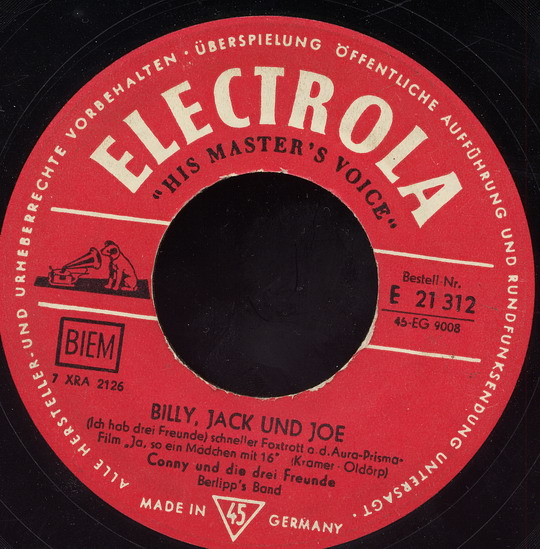 ALLE HERSTELLER- UND URHEBERRECHTE VORBEHALTEN · ÜBERSPIELUNG ÖFFENTLICHE AUFFÜHRUNG UND RUNDFUNKSENDUNG UNTERSAGT ·
ELECTROLA
"HIS MASTER'S VOICE"
Bestell Nr.
E 21 312
45-EG 9008
BIEM
7 XRA 2126
BILLY, JACK UND JOE
(Ich hab drei Freunde) schneller Foxtrott a.d. Aura-Prisma-
Film „Ja, so ein Mädchen mit 16" (Kramer-Oldörp)
Conny und die drei Freunde
Berlipp's Band
MADE IN 45 GERMANY